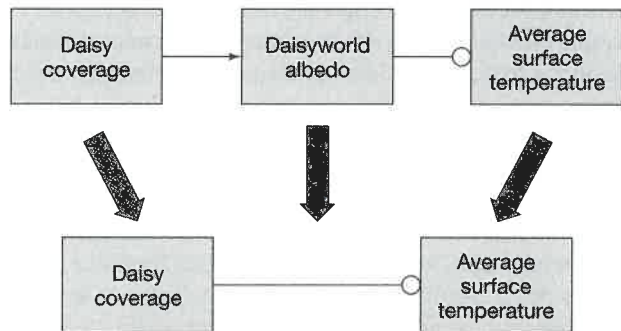 Daisy
coverage
Daisyworld
albedo
Average
surface
temperature
Daisy
coverage
Average
surface
temperature